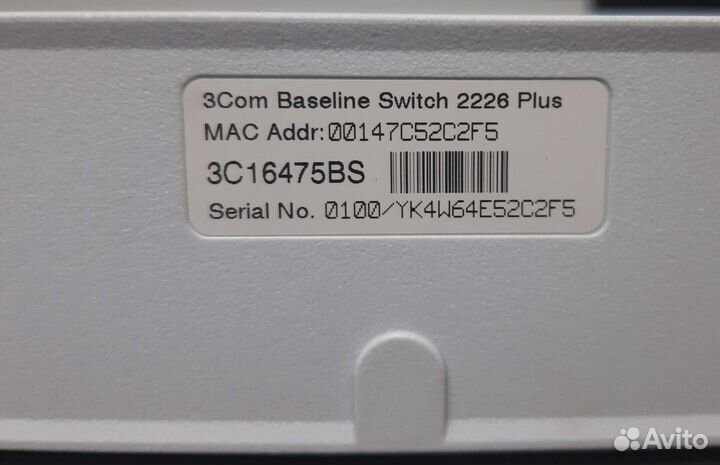 3Com Baseline Switch 2226 Plus
MAC Addr:00147C52C2F5
3C16475BS
Serial No. 0100/YK4W64E52C2F5
Avito